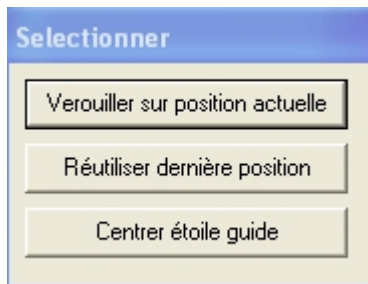 Selectionner
Verouiller sur position actuelle
Réutiliser dernière position
Centrer étoile guide